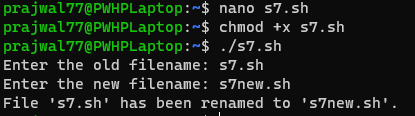 prajwal77@PWHPLaptop:~$ nano s7.sh
prajwal77@PWHPLaptop:~$ chmod +x s7.sh
prajwal77@PWHPLaptop:~$ ./s7.sh
Enter the old filename: s7.sh
Enter the new filename: s7new.sh
File 's7.sh' has been renamed to 's7new.sh'.